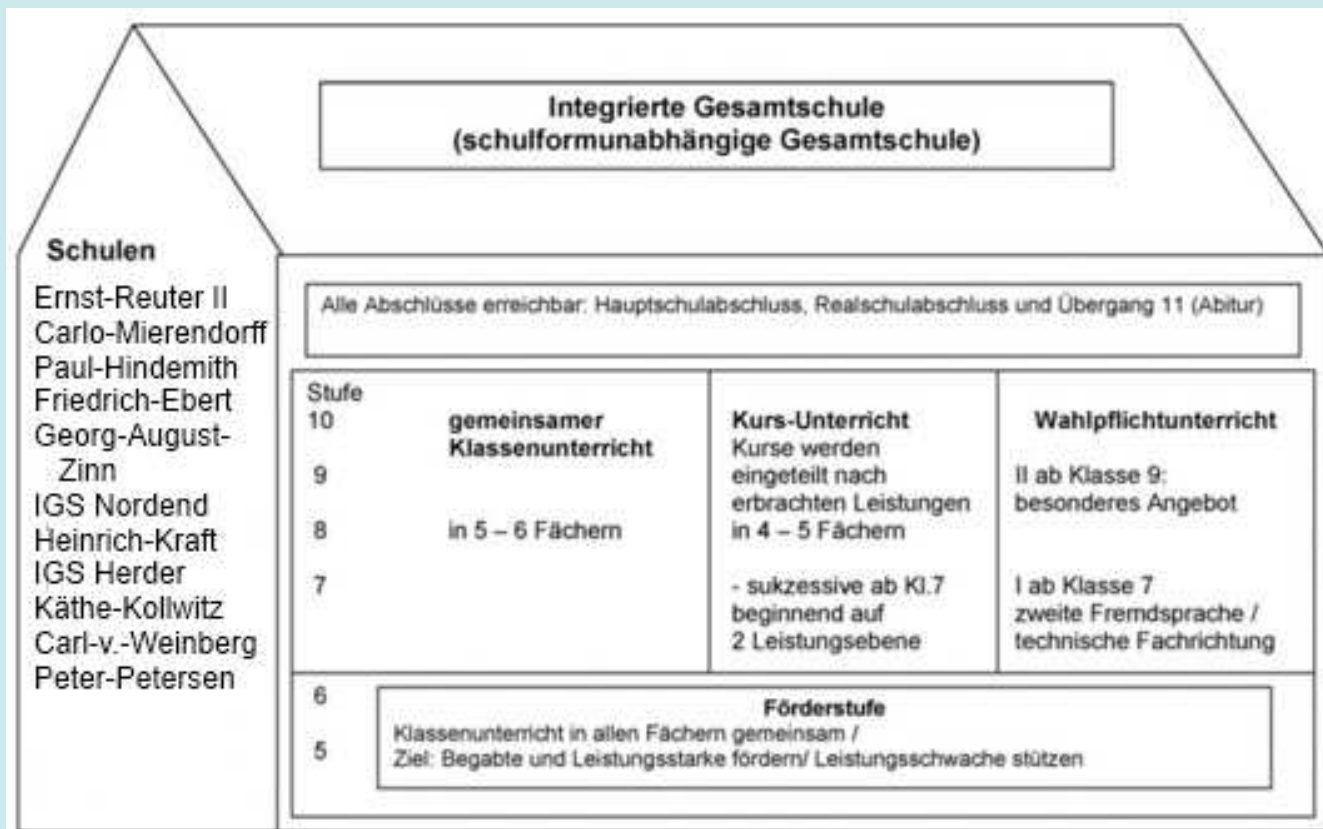 Integrierte Gesamtschule
(schulformunabhängige Gesamtschule)
Schulen
Ernst-Reuter II
Carlo-Mierendorff
Paul-Hindemith
Friedrich-Ebert
Georg-August-
Zinn
IGS Nordend
Heinrich-Kraft
IGS Herder
Käthe-Kollwitz
Carl-v.-Weinberg
Peter-Petersen
Alle Abschlüsse erreichbar: Hauptschulabschluss, Realschulabschluss und Übergang 11 (Abitur)
Stufe
10
9
8
7
gemeinsamer
Klassenunterricht
in 5 – 6 Fächern
Kurs-Unterricht
Kurse werden
eingeteilt nach
erbrachten Leistungen
in 4 – 5 Fächern
- sukzessive ab Kl.7
beginnend auf
2 Leistungsebene
Wahlpflichtunterricht
II ab Klasse 9:
besonderes Angebot
I ab Klasse 7
zweite Fremdsprache /
technische Fachrichtung
6
5
Förderstufe
Klassenunterricht in allen Fächern gemeinsam /
Ziel: Begabte und Leistungsstarke fördern/ Leistungsschwache stützen